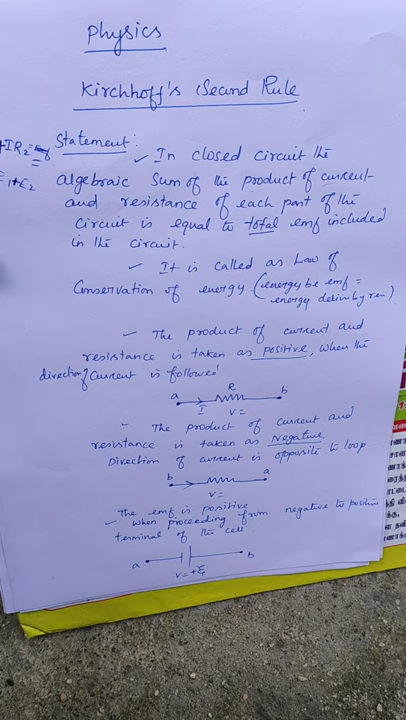 Physics
Kirchhoff's Second Rule
Statement:
✓ In closed circuit the
algebraic sum of the product of current
and resistance of each part of the
circuit is equal to total emf included
in the circuit.
✓ It is called as Law of
Conservation of energy (energy be emf =
energy deliv by res)
✓ The product of current and
resistance is taken as positive, when the
direction of current is followed.
a R b
I V=
✓ The product of current and
resistance is taken as negative
Direction of current is opposite to loop
b a
V=
The emf is positive
✓ When proceeding from negative to positive
terminal of the cell
a b
V=+E